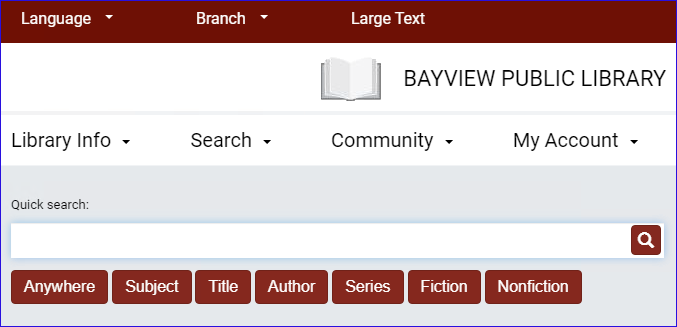 Language Branch Large Text
BAYVIEW PUBLIC LIBRARY
Library Info Search Community My Account
Quick search:
Anywhere Subject Title Author Series Fiction Nonfiction